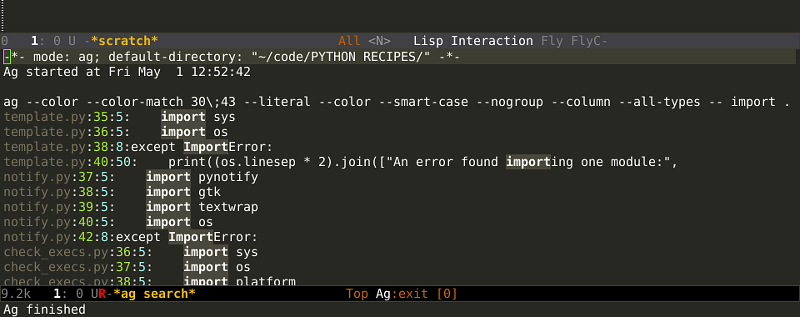 0   1: 0 U -*scratch*                        All <N>   Lisp Interaction Fly FlyC-
-*- mode: ag; default-directory: "~/code/PYTHON RECIPES/" -*-
Ag started at Fri May  1 12:52:42
ag --color --color-match 30\;43 --literal --color --smart-case --nogroup --column --all-types -- import .
template.py:35:5:    import sys
template.py:36:5:    import os
template.py:38:8:except ImportError:
template.py:40:50:    print((os.linesep * 2).join(["An error found importing one module:",
notify.py:37:5:    import pynotify
notify.py:38:5:    import gtk
notify.py:39:5:    import textwrap
notify.py:40:5:    import os
notify.py:42:8:except ImportError:
check_execs.py:36:5:    import sys
check_execs.py:37:5:    import os
check_execs.py:38:5:    import platform
9.2k   1: 0 UR-*ag search*                    Top Ag:exit [0]
Ag finished